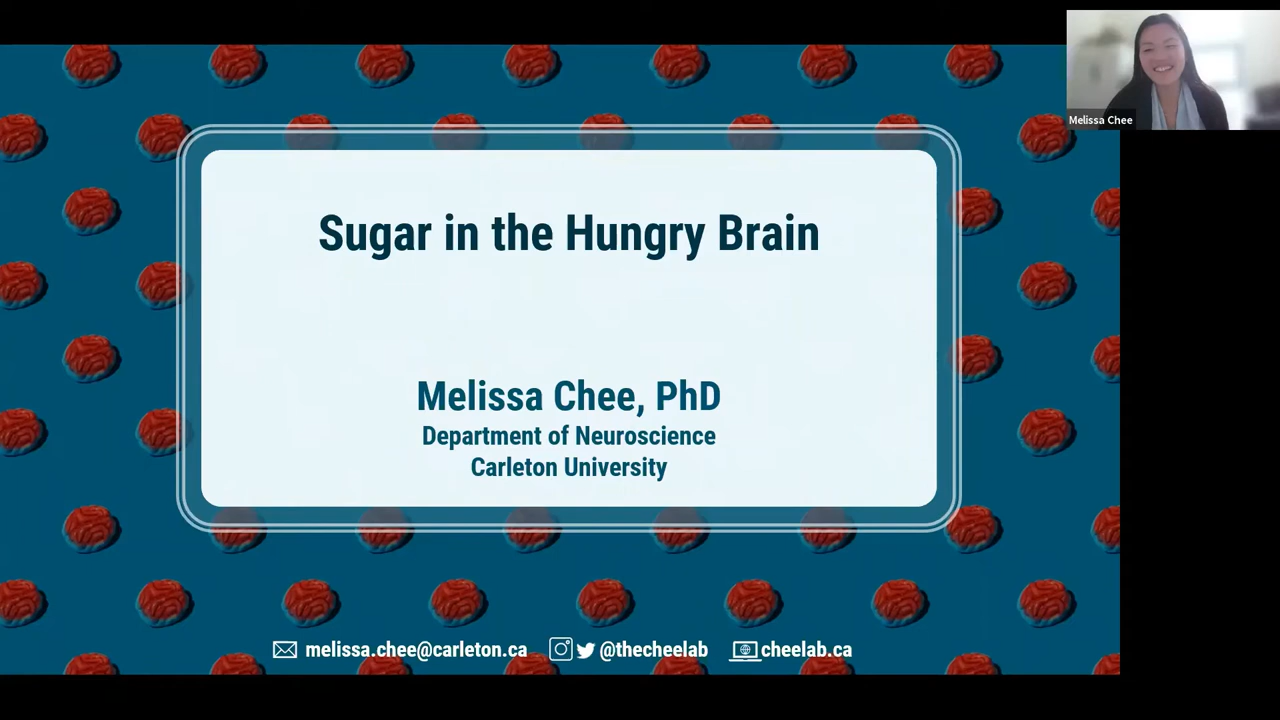 Melissa Chee
Sugar in the Hungry Brain
Melissa Chee, PhD
Department of Neuroscience
Carleton University
melissa.chee@carleton.ca @thecheelab cheelab.ca